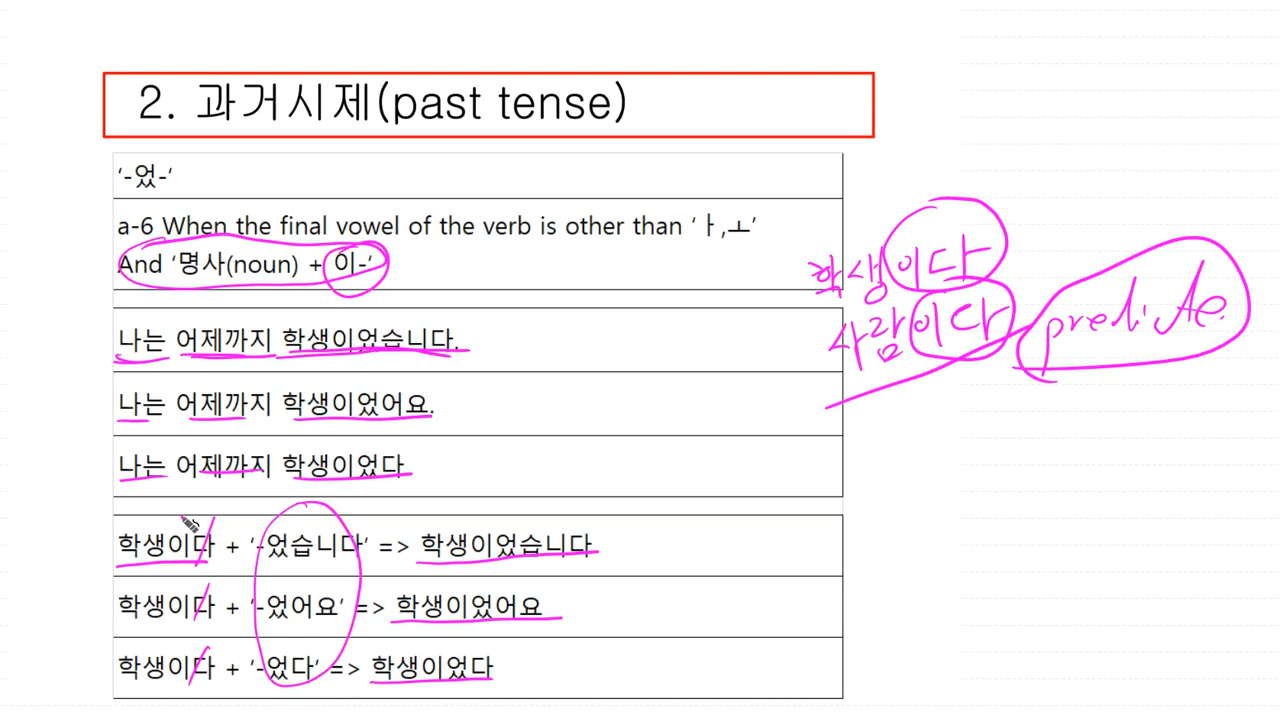 2. 과거시제(past tense)
'-었-'
a-6 When the final vowel of the verb is other than 'ㅏ,ㅗ'
And '명사(noun) + 이-'
학생이다
사람이다
나는 어제까지 학생이었습니다.
나는 어제까지 학생이었어요.
나는 어제까지 학생이었다
학생이다 + '-었습니다' => 학생이었습니다
학생이다 + '-었어요' => 학생이었어요
학생이다 + '-었다' => 학생이었다